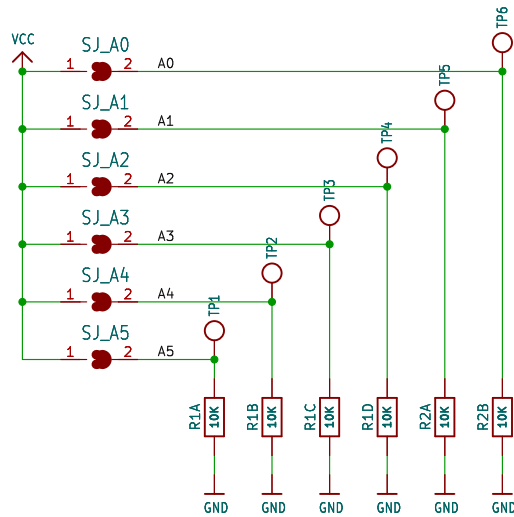 TP6
VCC
SJ_A0
1 2 A0
TP5
SJ_A1
1 2 A1
TP4
SJ_A2
1 2 A2
TP3
SJ_A3
1 2 A3
TP2
SJ_A4
1 2 A4
TP1
SJ_A5
1 2 A5
R1A 10K R1B 10K R1C 10K R1D 10K R2A 10K R2B 10K
GND GND GND GND GND GND